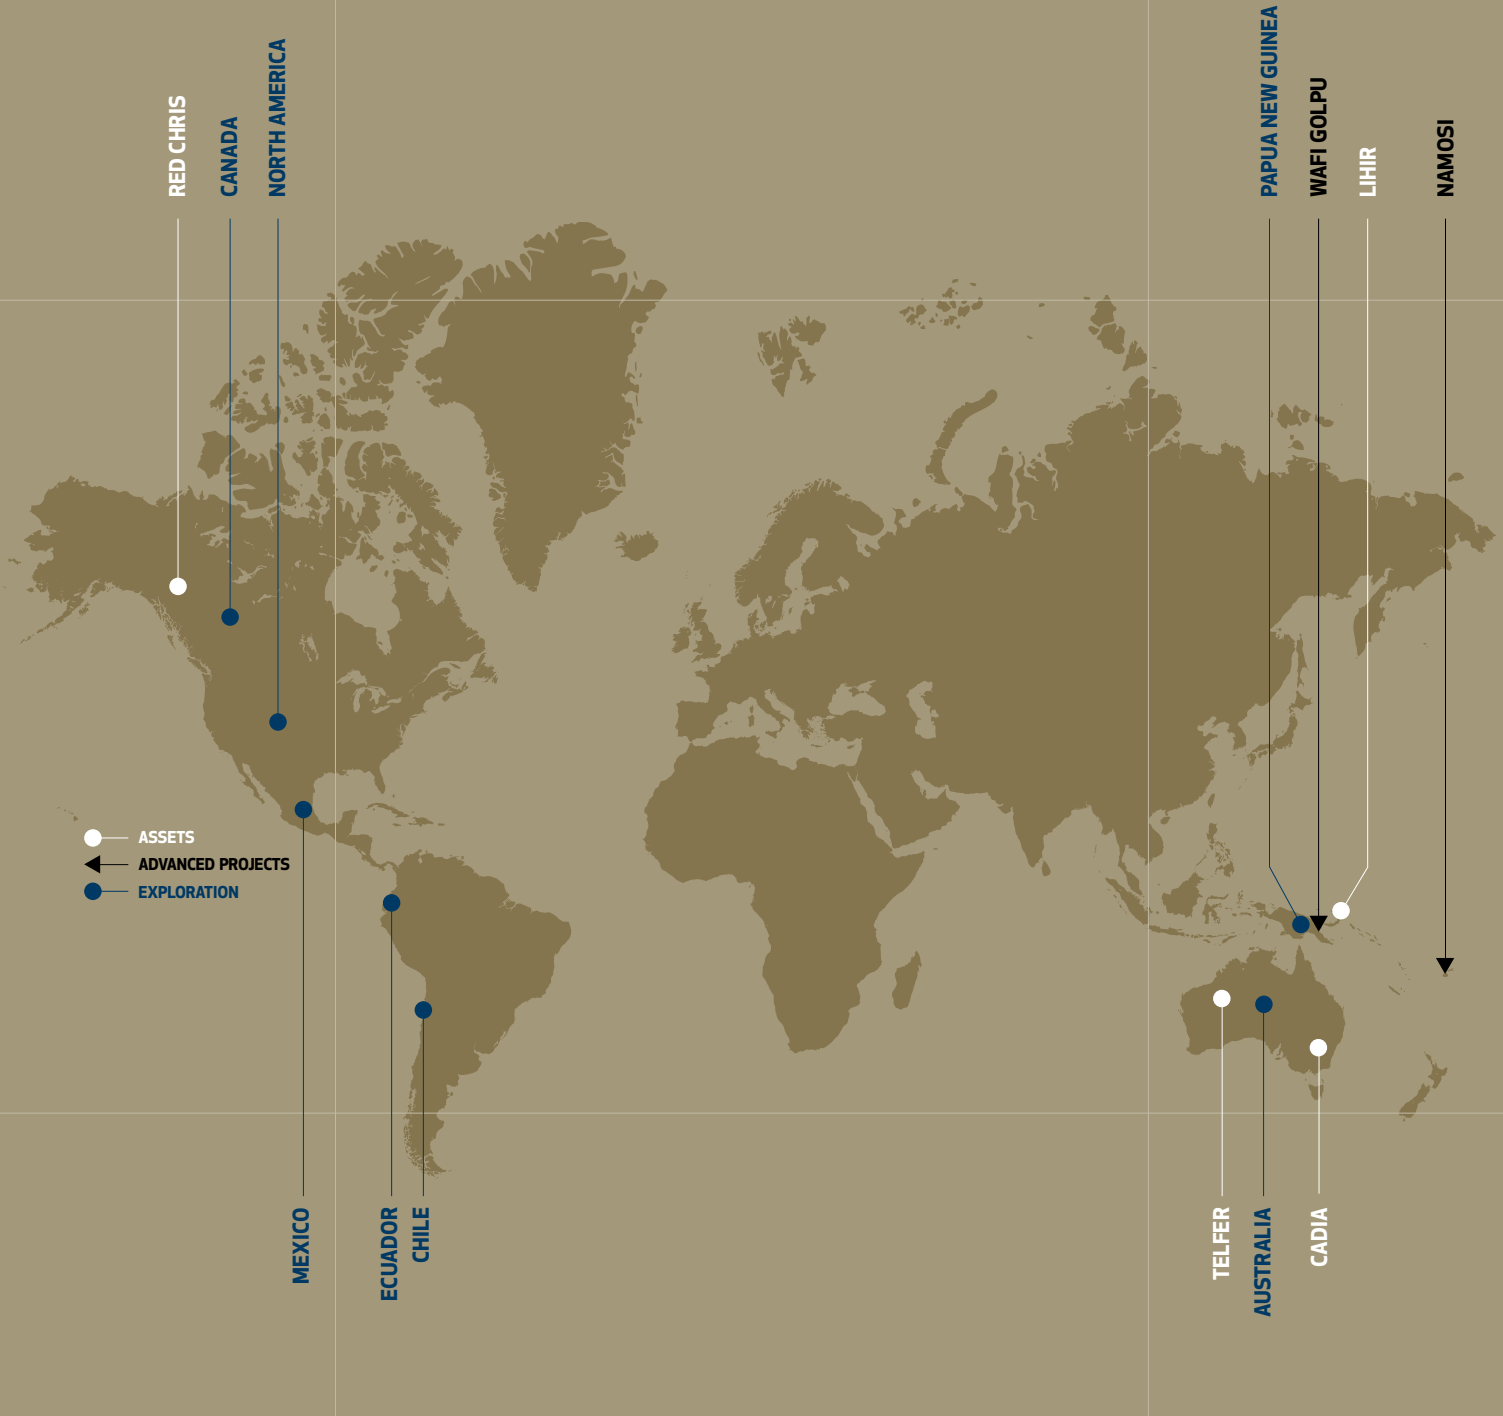 RED CHRIS
CANADA
NORTH AMERICA
PAPUA NEW GUINEA
WAFI GOLPU
LIHIR
NAMOSI
ASSETS
ADVANCED PROJECTS
EXPLORATION
MEXICO
ECUADOR
CHILE
TELFER
AUSTRALIA
CADIA